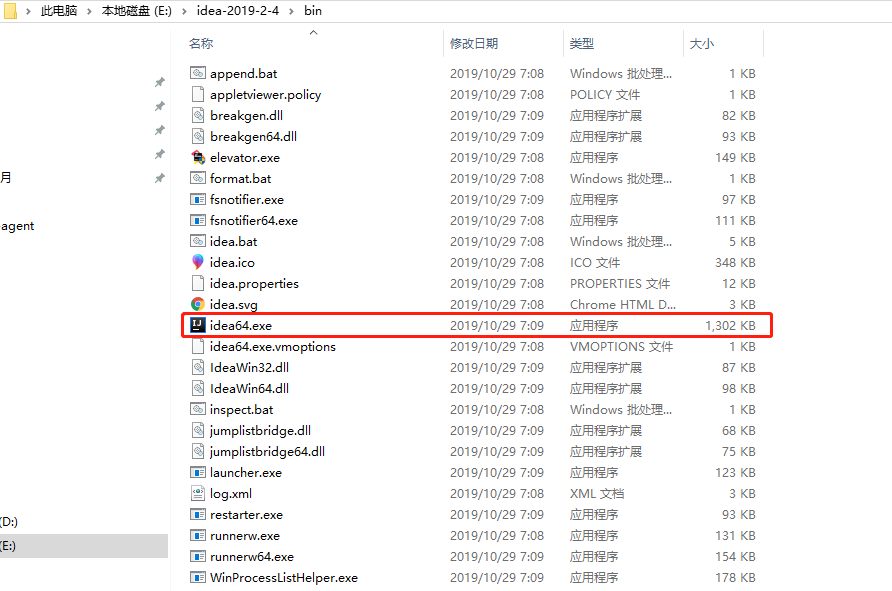 此电脑 › 本地磁盘 (E:) › idea-2019-2-4 › bin
名称 修改日期 类型 大小
append.bat 2019/10/29 7:08 Windows 批处理... 1 KB
appletviewer.policy 2019/10/29 7:08 POLICY 文件 1 KB
breakgen.dll 2019/10/29 7:09 应用程序扩展 82 KB
breakgen64.dll 2019/10/29 7:09 应用程序扩展 93 KB
elevator.exe 2019/10/29 7:09 应用程序 149 KB
月 format.bat 2019/10/29 7:08 Windows 批处理... 1 KB
fsnotifier.exe 2019/10/29 7:09 应用程序 97 KB
agent fsnotifier64.exe 2019/10/29 7:09 应用程序 111 KB
idea.bat 2019/10/29 7:08 Windows 批处理... 5 KB
idea.ico 2019/10/29 7:08 ICO 文件 348 KB
idea.properties 2019/10/29 7:08 PROPERTIES 文件 12 KB
idea.svg 2019/10/29 7:08 Chrome HTML D... 3 KB
idea64.exe 2019/10/29 7:09 应用程序 1,302 KB
idea64.exe.vmoptions 2019/10/29 7:08 VMOPTIONS 文件 1 KB
IdeaWin32.dll 2019/10/29 7:09 应用程序扩展 87 KB
IdeaWin64.dll 2019/10/29 7:09 应用程序扩展 98 KB
inspect.bat 2019/10/29 7:08 Windows 批处理... 1 KB
jumplistbridge.dll 2019/10/29 7:09 应用程序扩展 68 KB
jumplistbridge64.dll 2019/10/29 7:09 应用程序扩展 75 KB
launcher.exe 2019/10/29 7:09 应用程序 123 KB
log.xml 2019/10/29 7:08 XML 文档 3 KB
(D:) restarter.exe 2019/10/29 7:09 应用程序 93 KB
(E:) runnerw.exe 2019/10/29 7:08 应用程序 131 KB
runnerw64.exe 2019/10/29 7:09 应用程序 154 KB
WinProcessListHelper.exe 2019/10/29 7:09 应用程序 178 KB